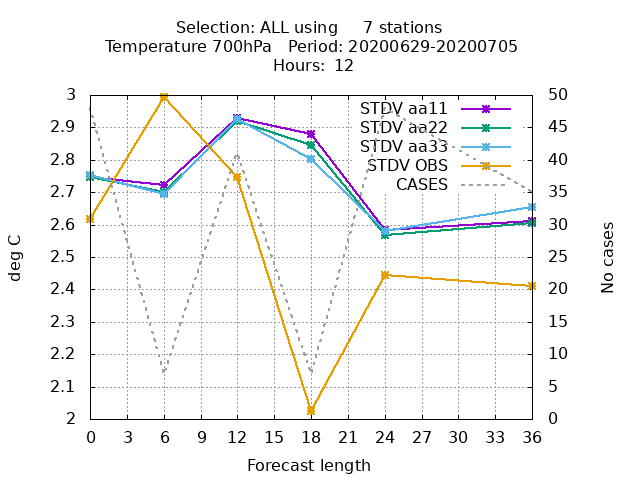 Selection: ALL using     7 stations
Temperature 700hPa   Period: 20200629-20200705
Hours:  12
STDV aa11
STDV aa22
STDV aa33
STDV OBS
CASES
3
2.9
2.8
2.7
2.6
2.5
2.4
2.3
2.2
2.1
2
deg C
50
45
40
35
30
25
20
15
10
5
0
No cases
0 3 6 9 12 15 18 21 24 27 30 33 36
Forecast length